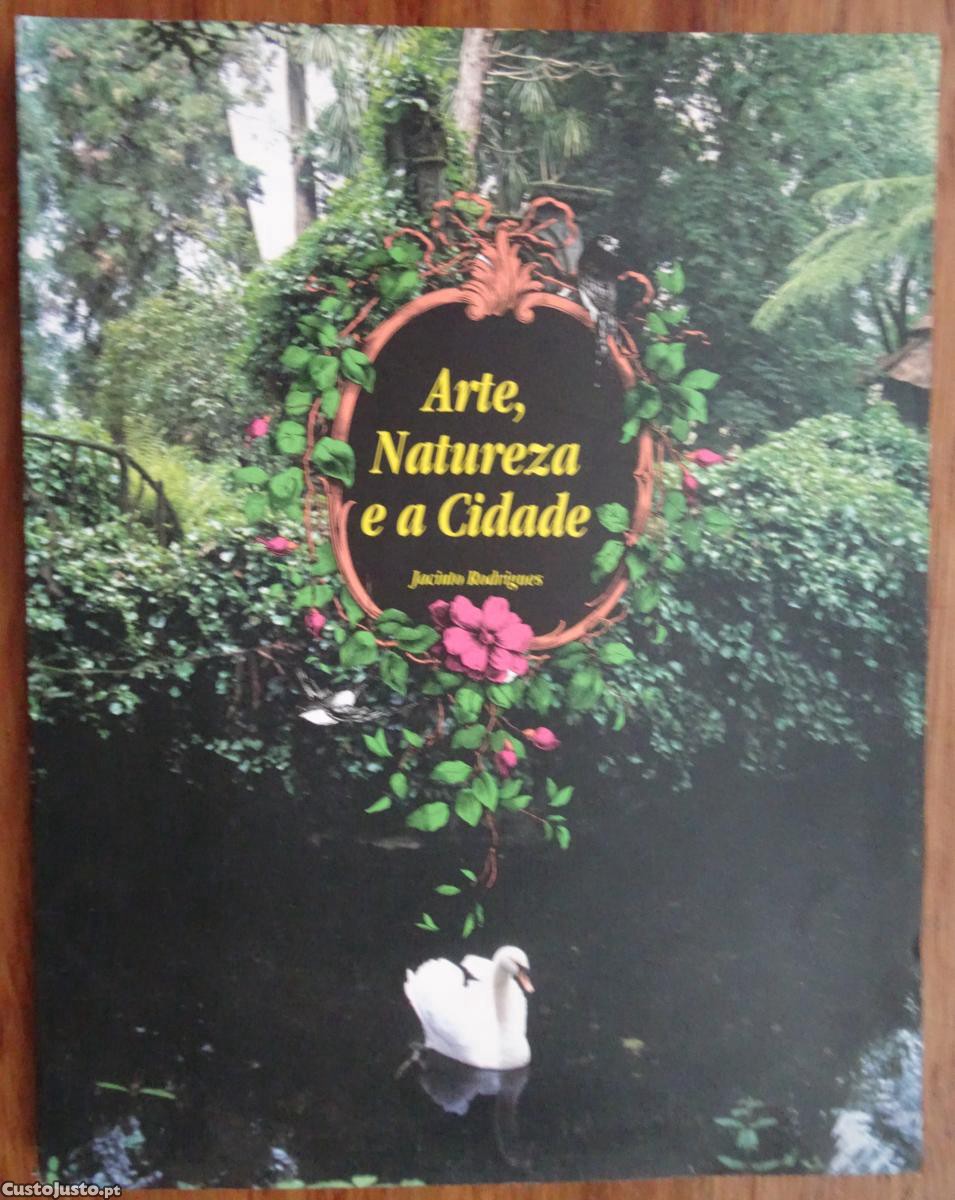 Arte,
Natureza
e a Cidade
Jacinto Rodrigues
CustoJusto.pt